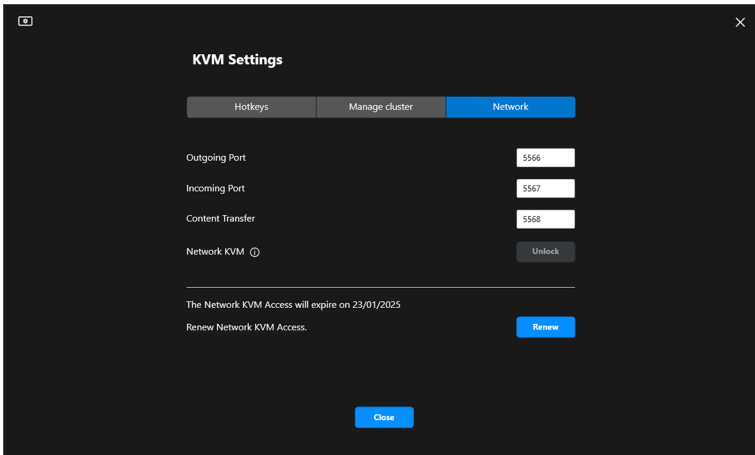 KVM Settings
Hotkeys Manage cluster Network
Outgoing Port 5566
Incoming Port 5567
Content Transfer 5568
Network KVM Unlock
The Network KVM Access will expire on 23/01/2025
Renew Network KVM Access. Renew
Close